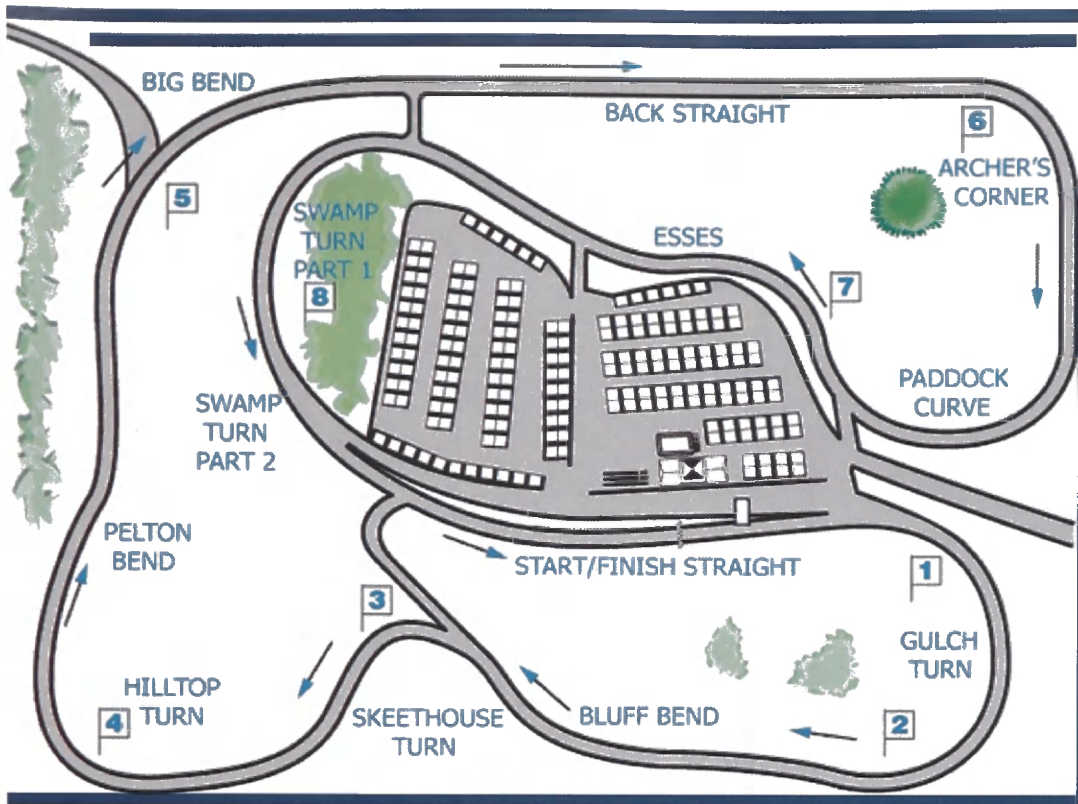 BIG BEND
BACK STRAIGHT
6
ARCHER'S
CORNER
5
SWAMP
TURN
PART 1
8
ESSES
7
SWAMP
TURN
PART 2
PADDOCK
CURVE
PELTON
BEND
START/FINISH STRAIGHT
1
3
GULCH
TURN
HILLTOP
TURN
4
SKEETHOUSE
TURN
BLUFF BEND
2